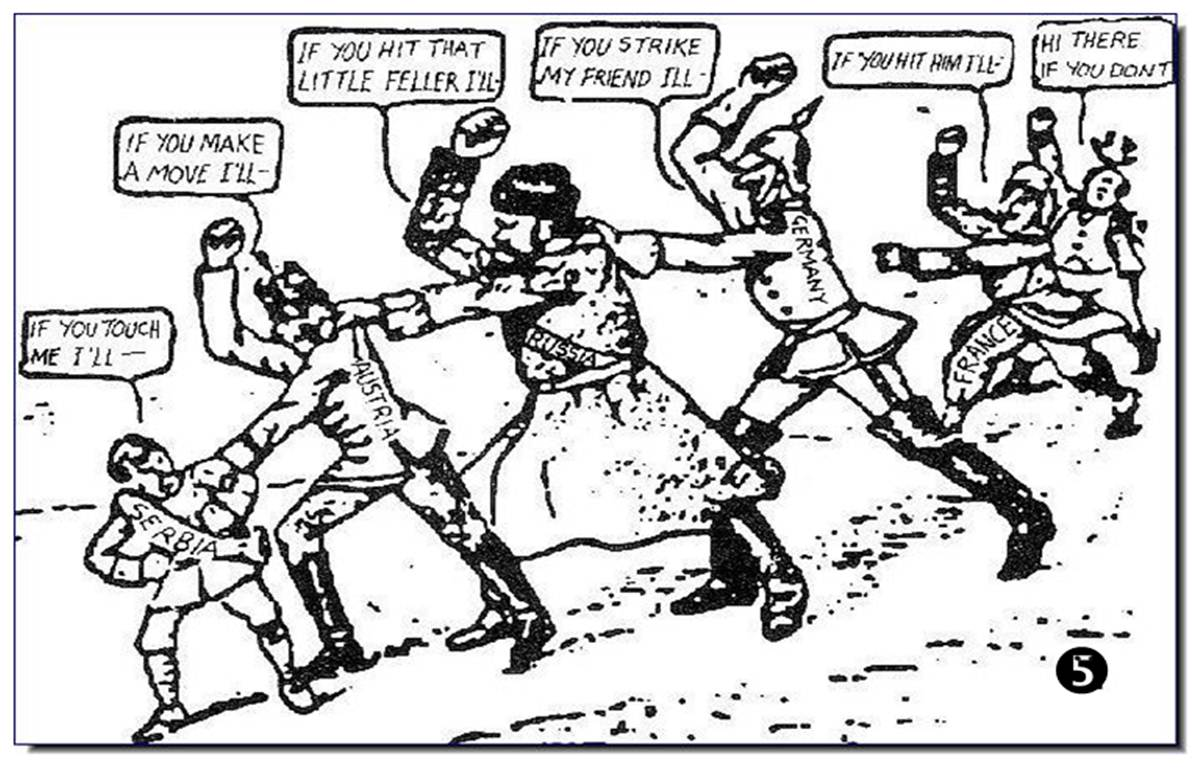 IF YOU TOUCH
ME I'LL —
IF YOU MAKE
A MOVE I'LL-
IF YOU HIT THAT
LITTLE FELLER I'LL-
IF YOU STRIKE
MY FRIEND ILL -
IF YOU HIT HIM I'LL-
HI THERE
IF YOU DONT
SERBIA
AUSTRIA
RUSSIA
GERMANY
FRANCE
5